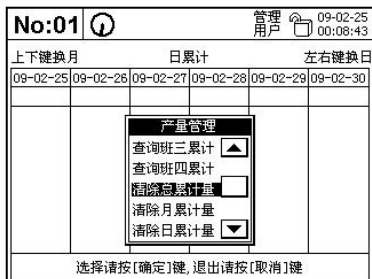 No:01 管理用户 09-02-25 00:08:43
上下键换月 日累计 左右键换日
09-02-25 09-02-26 09-02-27 09-02-28 09-02-29 09-02-30
产量管理
查询班三累计
查询班四累计
清除总累计量
清除月累计量
清除日累计量
选择请按[确定]键,退出请按[取消]键